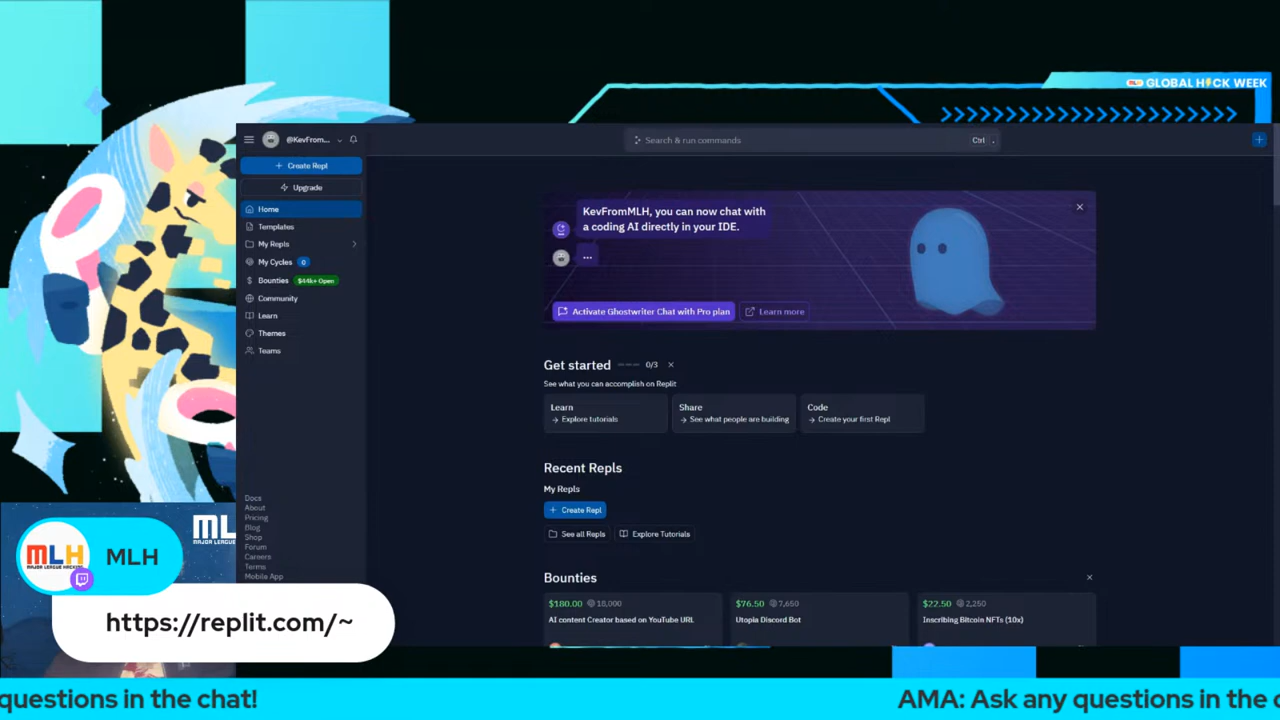 MLH GLOBAL HACK WEEK
@KevFrom...
Search & run commands
Ctrl .
+ Create Repl
Upgrade
Home
Templates
My Repls
My Cycles 0
Bounties $44k+ Open
Community
Learn
Themes
Teams
KevFromMLH, you can now chat with
a coding AI directly in your IDE.
...
Activate Ghostwriter Chat with Pro plan
Learn more
Get started 0/3
See what you can accomplish on Replit
Learn
→ Explore tutorials
Share
→ See what people are building
Code
→ Create your first Repl
Recent Repls
My Repls
+ Create Repl
See all Repls
Explore Tutorials
Bounties
$180.00 18,000
AI content Creator based on YouTube URL
$76.50 7,650
Utopia Discord Bot
$22.50 2,250
Inscribing Bitcoin NFTs (10x)
Docs
About
Pricing
Blog
Shop
Forum
Careers
Terms
Mobile App
MLH
MAJOR LEAGUE HACKING
MLH
https://replit.com/~
questions in the chat!
AMA: Ask any questions in the